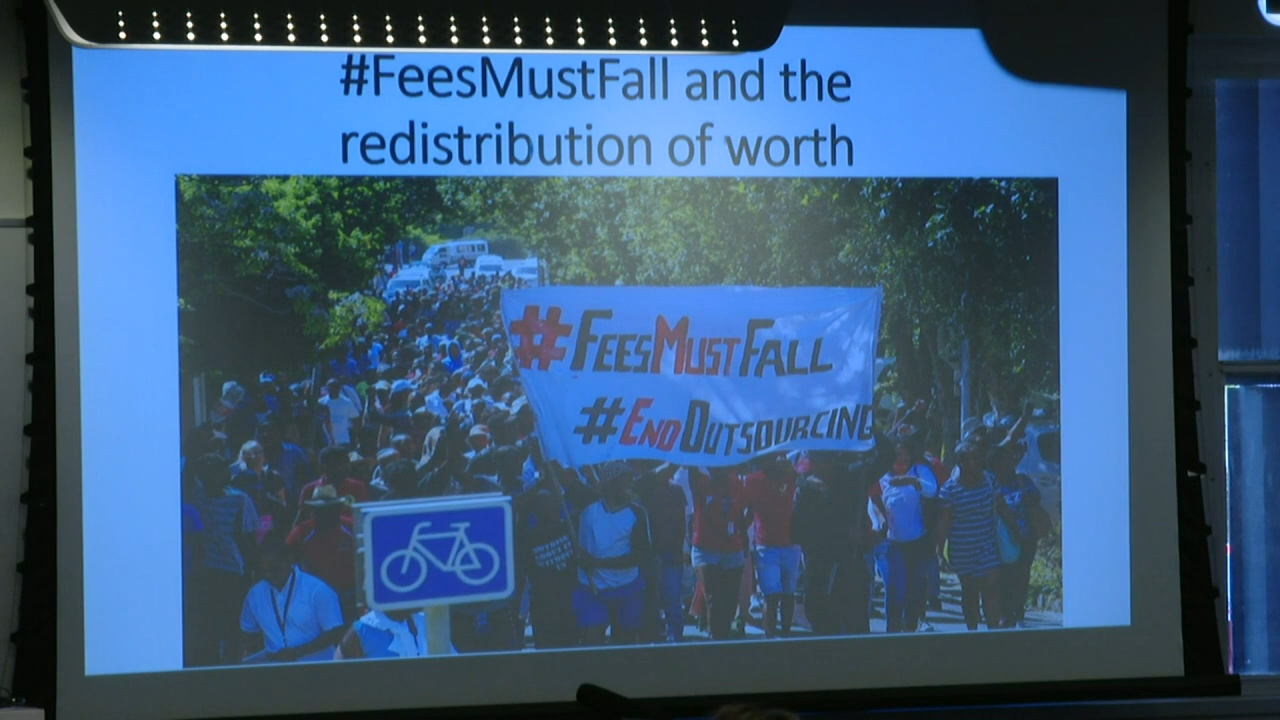 #FeesMustFall and the
redistribution of worth
#FEESMUSTFALL
#ENDOUTSOURCING